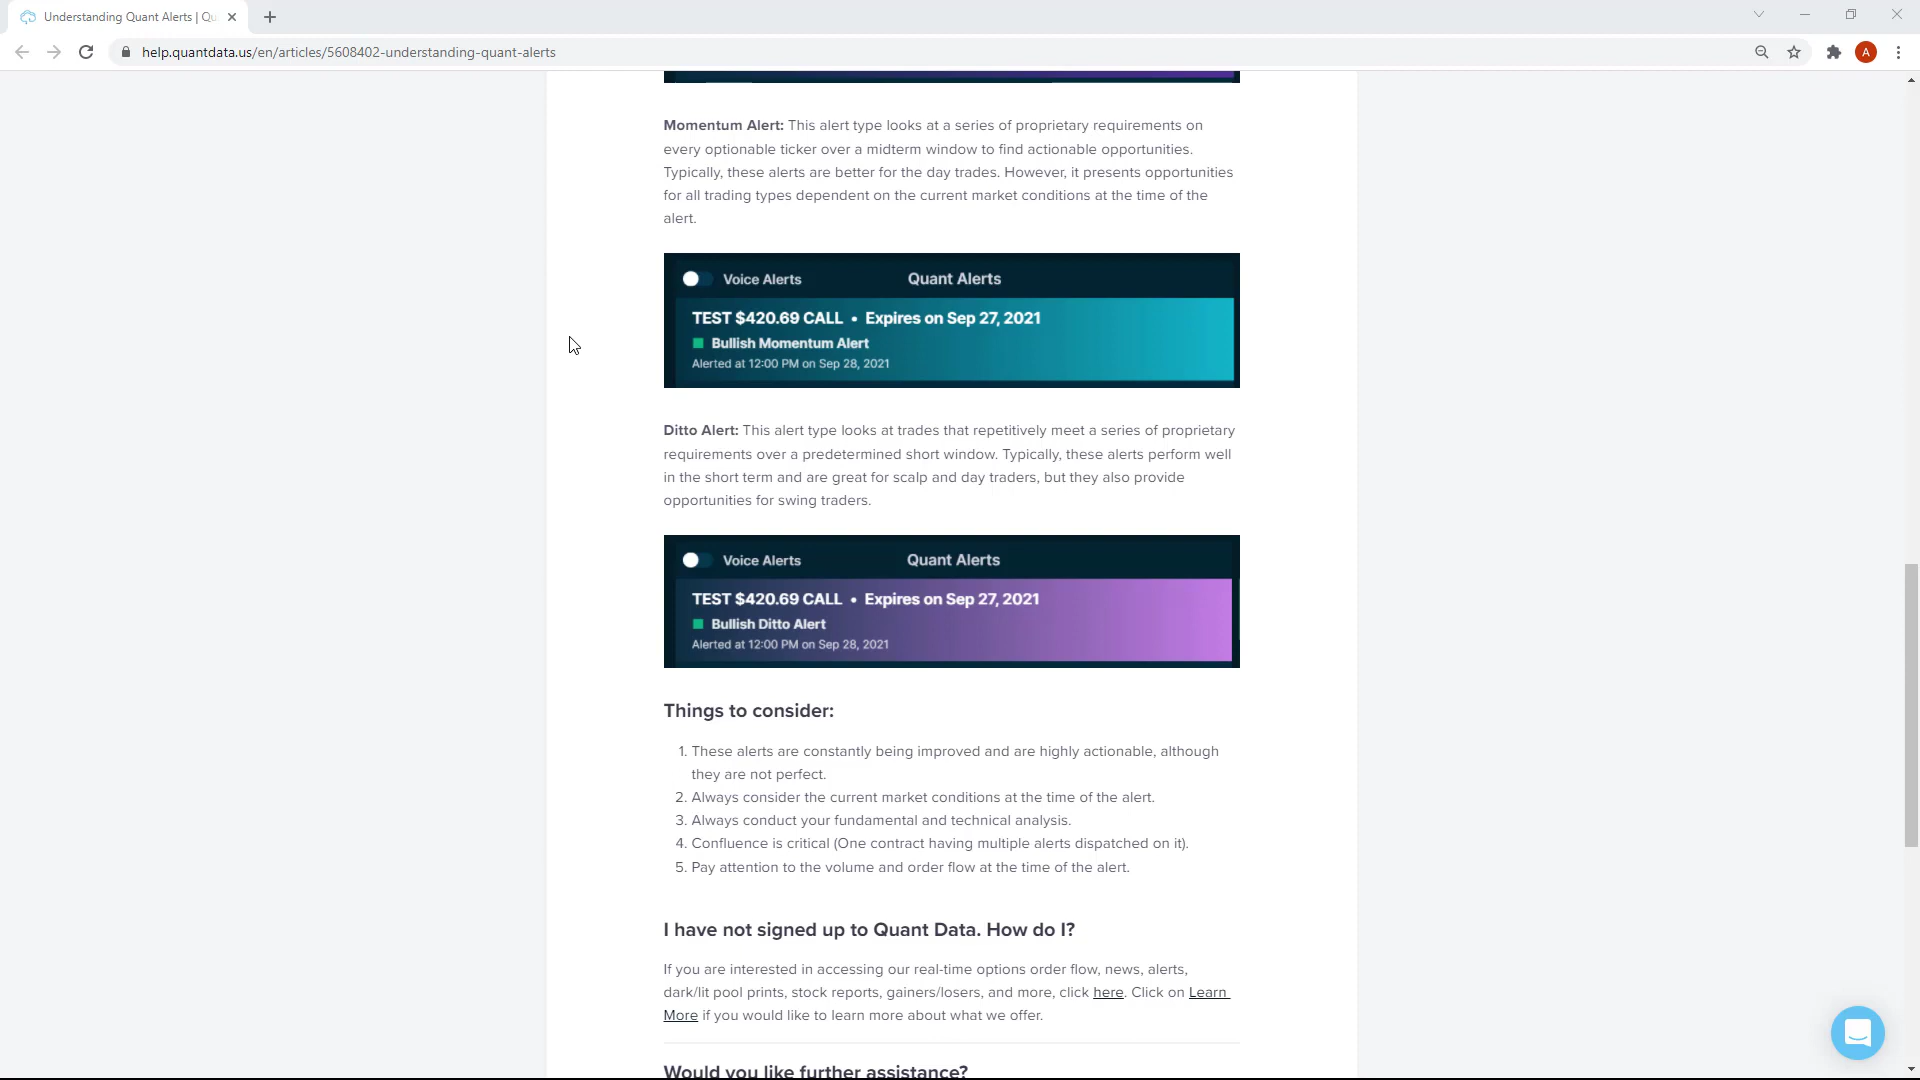 Understanding Quant Alerts | Qu
help.quantdata.us/en/articles/5608402-understanding-quant-alerts
A
Momentum Alert: This alert type looks at a series of proprietary requirements on
every optionable ticker over a midterm window to find actionable opportunities.
Typically, these alerts are better for the day trades. However, it presents opportunities
for all trading types dependent on the current market conditions at the time of the
alert.
Voice Alerts
Quant Alerts
TEST $420.69 CALL • Expires on Sep 27, 2021
Bullish Momentum Alert
Alerted at 12:00 PM on Sep 28, 2021
Ditto Alert: This alert type looks at trades that repetitively meet a series of proprietary
requirements over a predetermined short window. Typically, these alerts perform well
in the short term and are great for scalp and day traders, but they also provide
opportunities for swing traders.
Voice Alerts
Quant Alerts
TEST $420.69 CALL • Expires on Sep 27, 2021
Bullish Ditto Alert
Alerted at 12:00 PM on Sep 28, 2021
Things to consider:
1. These alerts are constantly being improved and are highly actionable, although
they are not perfect.
2. Always consider the current market conditions at the time of the alert.
3. Always conduct your fundamental and technical analysis.
4. Confluence is critical (One contract having multiple alerts dispatched on it).
5. Pay attention to the volume and order flow at the time of the alert.
I have not signed up to Quant Data. How do I?
If you are interested in accessing our real-time options order flow, news, alerts,
dark/lit pool prints, stock reports, gainers/losers, and more, click here. Click on Learn
More if you would like to learn more about what we offer.
Would you like further assistance?